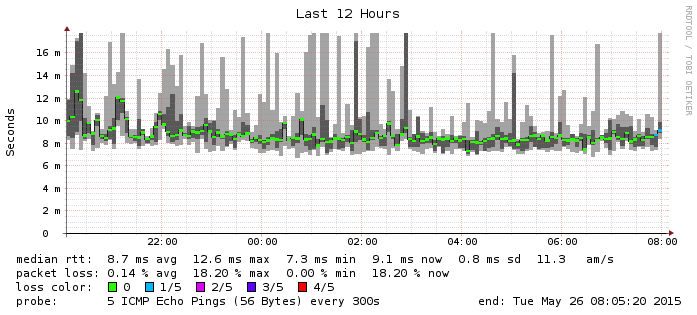 Last 12 Hours
RRDTOOL / TOBI OETIKER
Seconds
16 m
14 m
12 m
10 m
8 m
6 m
4 m
2 m
0
22:00 00:00 02:00 04:00 06:00 08:00
median rtt: 8.7 ms avg 12.6 ms max 7.3 ms min 9.1 ms now 0.8 ms sd 11.3 am/s
packet loss: 0.14 % avg 18.20 % max 0.00 % min 18.20 % now
loss color: 0 1/5 2/5 3/5 4/5
probe: 5 ICMP Echo Pings (56 Bytes) every 300s end: Tue May 26 08:05:20 2015